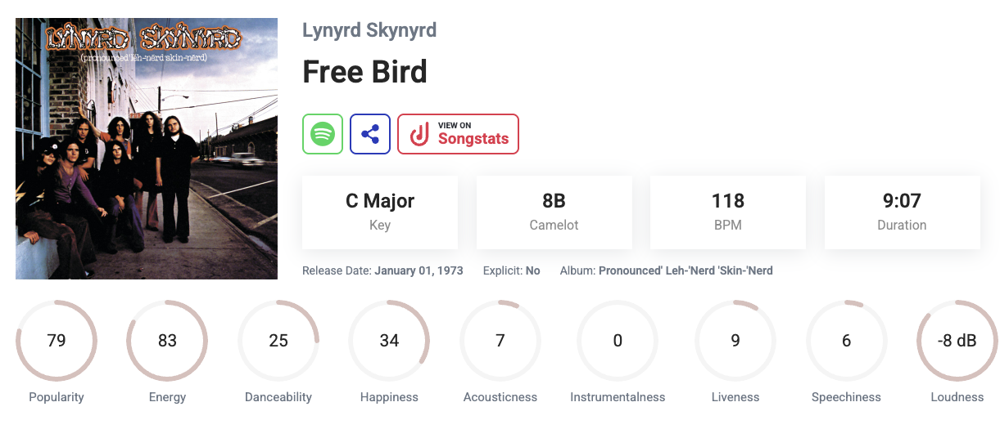 LYNYRD SKYNYRD
(pronounced 'lĕh-'nérd 'skin-'nérd)
Lynyrd Skynyrd
Free Bird
VIEW ON
Songstats
C Major
Key
8B
Camelot
118
BPM
9:07
Duration
Release Date: January 01, 1973 Explicit: No Album: Pronounced' Leh-'Nerd 'Skin-'Nerd
79
Popularity
83
Energy
25
Danceability
34
Happiness
7
Acousticness
0
Instrumentalness
9
Liveness
6
Speechiness
-8 dB
Loudness